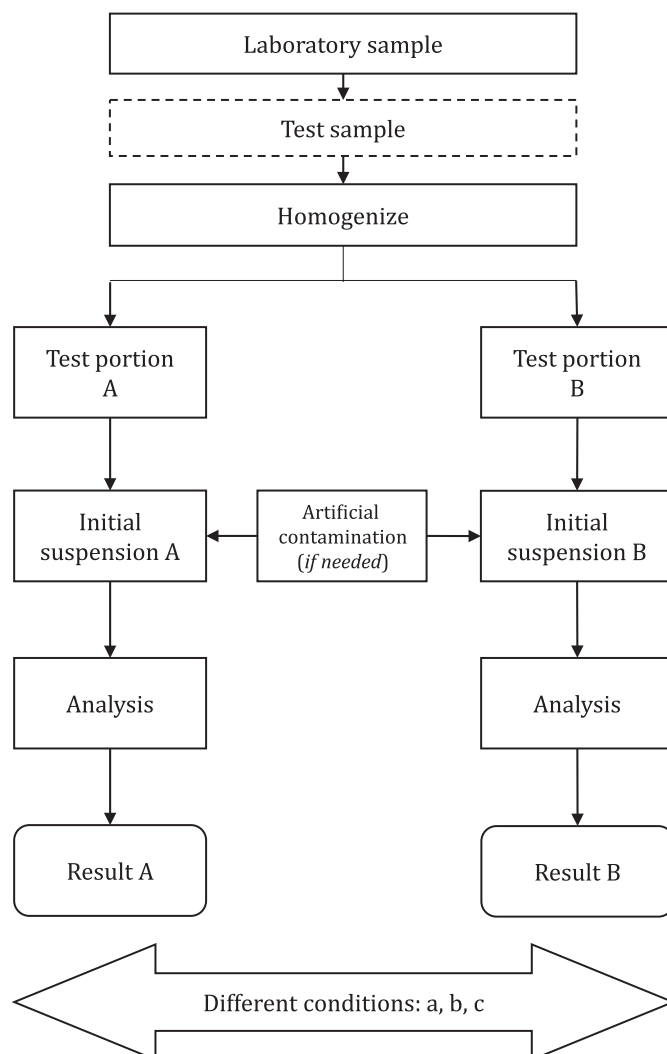 Laboratory sample
Test sample
Homogenize
Test portion
A
Test portion
B
Initial
suspension A
Artificial
contamination
(if needed)
Initial
suspension B
Analysis
Analysis
Result A
Result B
Different conditions: a, b, c